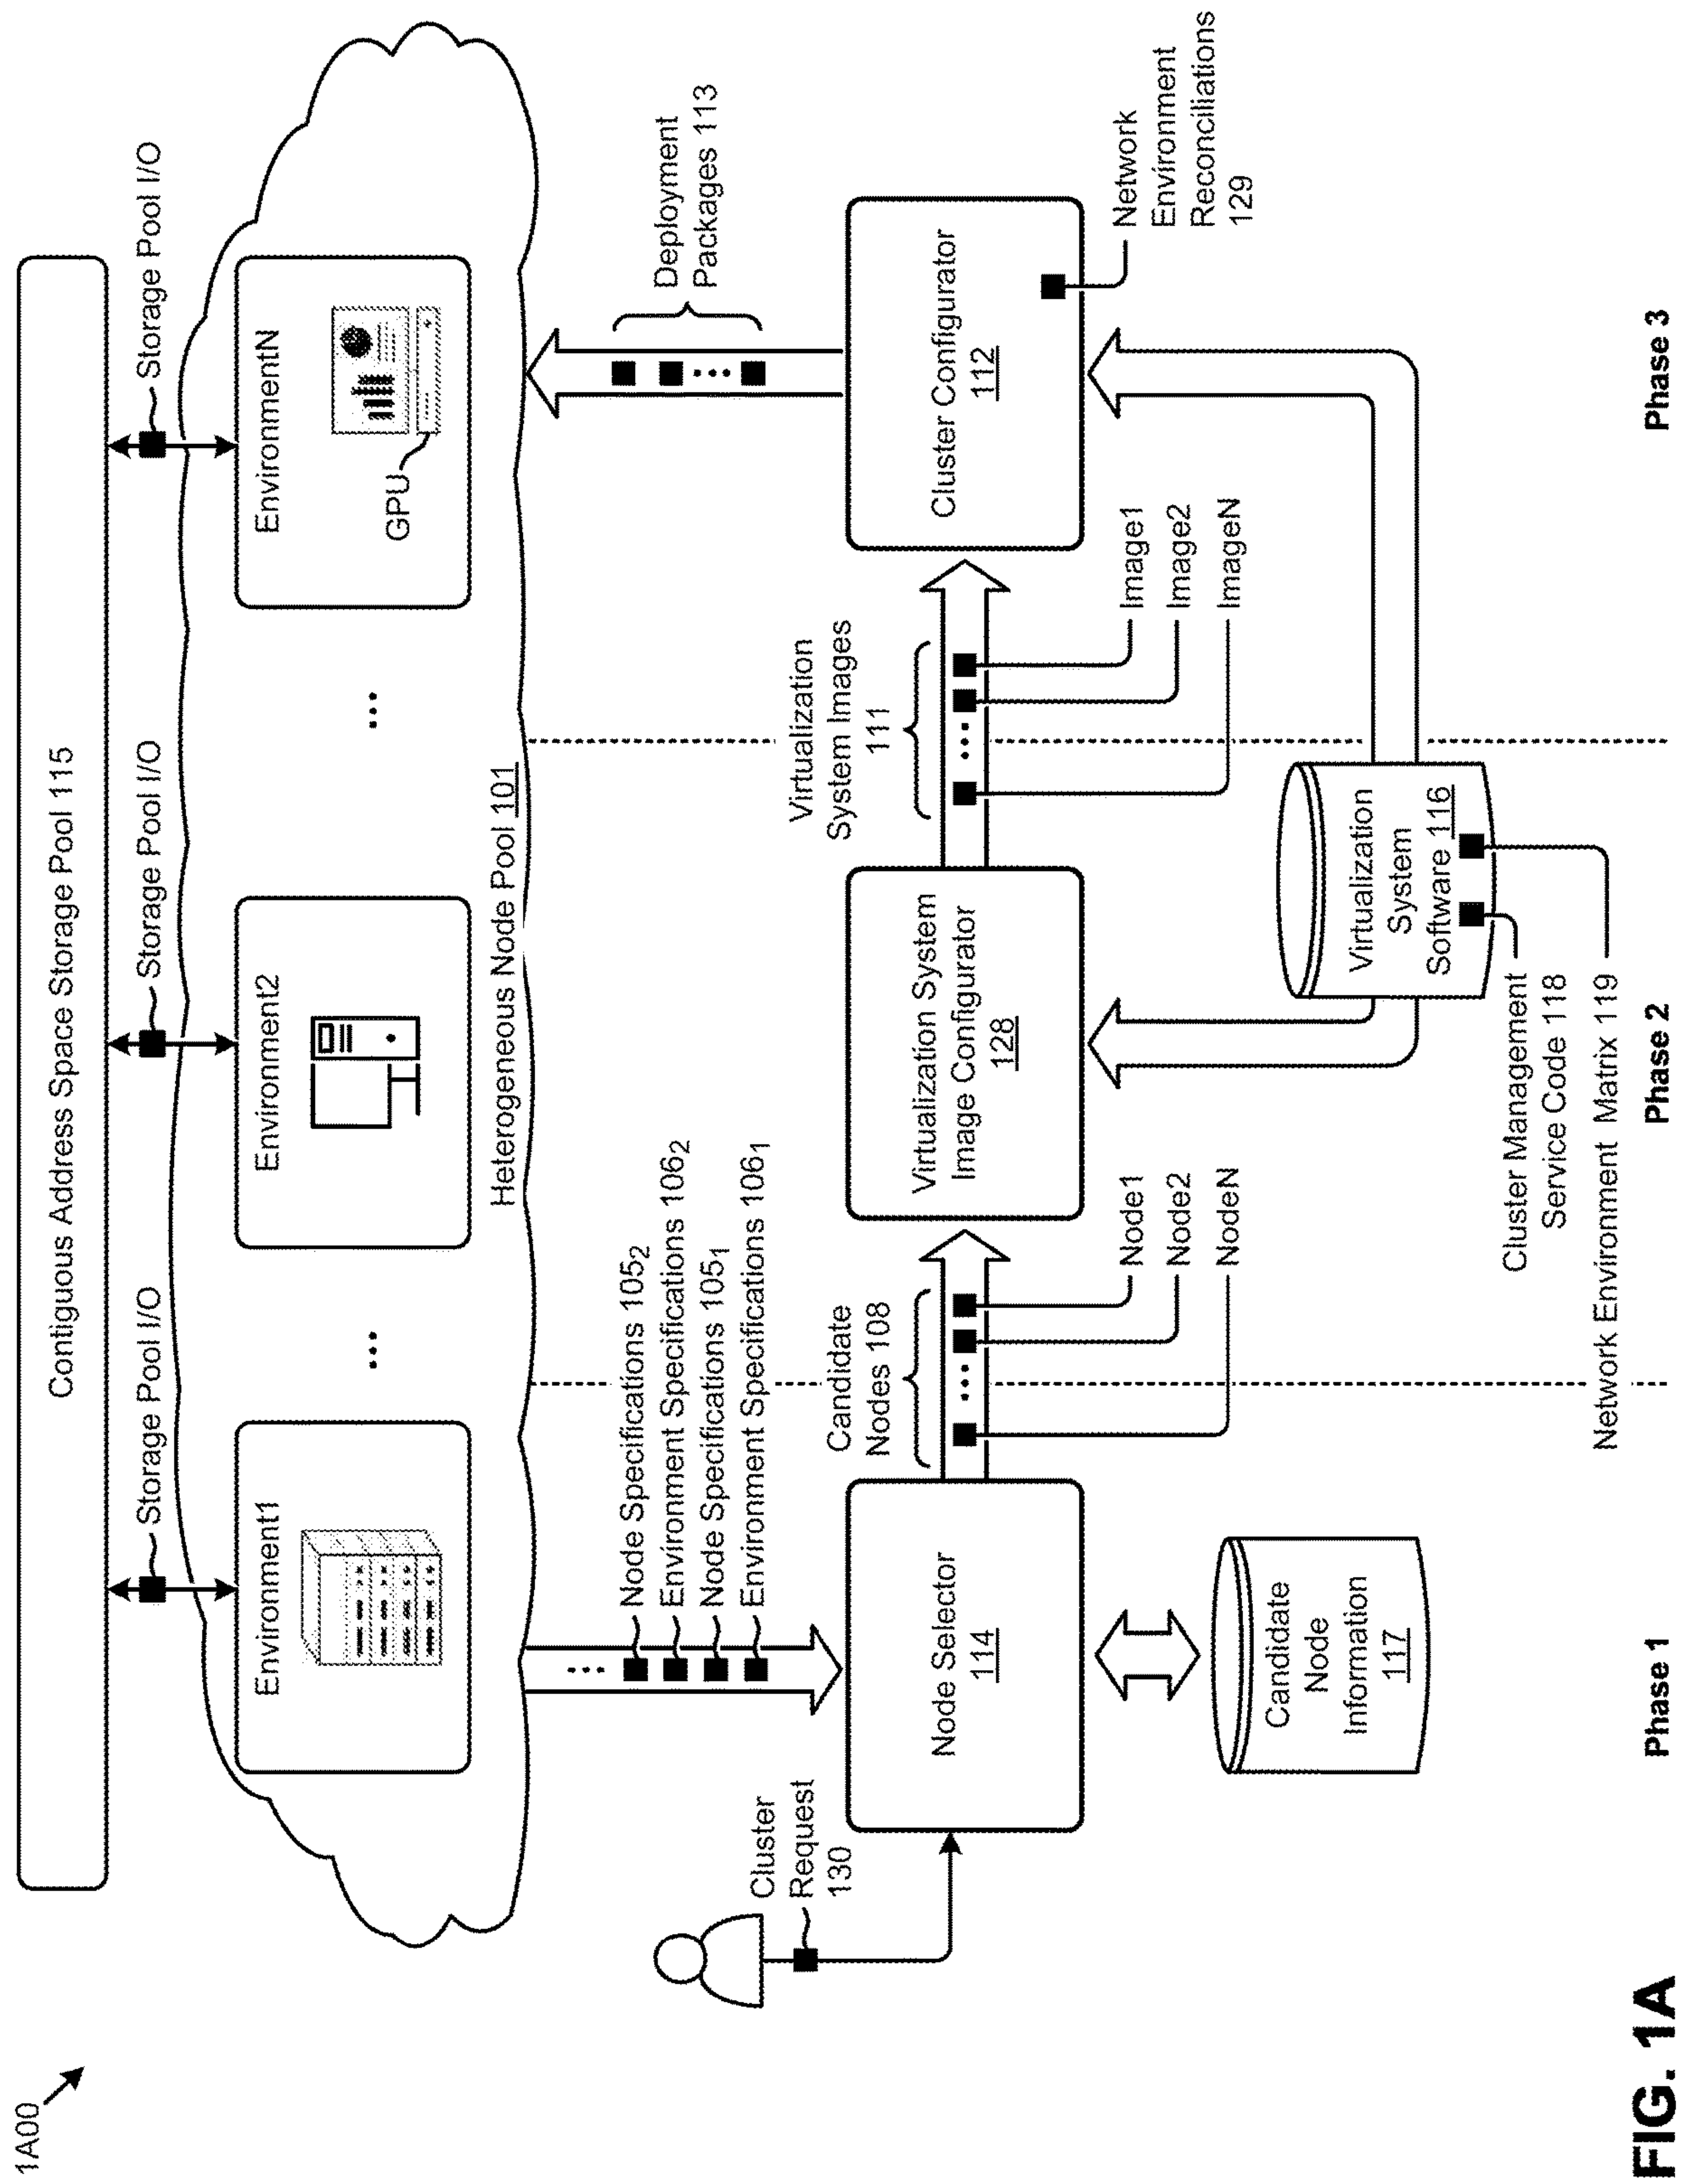 1A00
Contiguous Address Space Storage Pool 115
Storage Pool I/O
Storage Pool I/O
Storage Pool I/O
Environment1
Environment2
EnvironmentN
GPU
Heterogeneous Node Pool 101
Cluster
Request
130
Node Specifications 105₂
Environment Specifications 106₂
Node Specifications 105₁
Environment Specifications 106₁
Deployment
Packages 113
Candidate
Nodes 108
Virtualization
System Images
111
Node Selector
114
Virtualization System
Image Configurator
128
Cluster Configurator
112
Node1
Node2
NodeN
Image1
Image2
ImageN
Network
Environment
Reconciliations
129
Candidate
Node
Information
117
Virtualization
System
Software 116
Cluster Management
Service Code 118
Network Environment Matrix 119
Phase 1
Phase 2
Phase 3
FIG. 1A